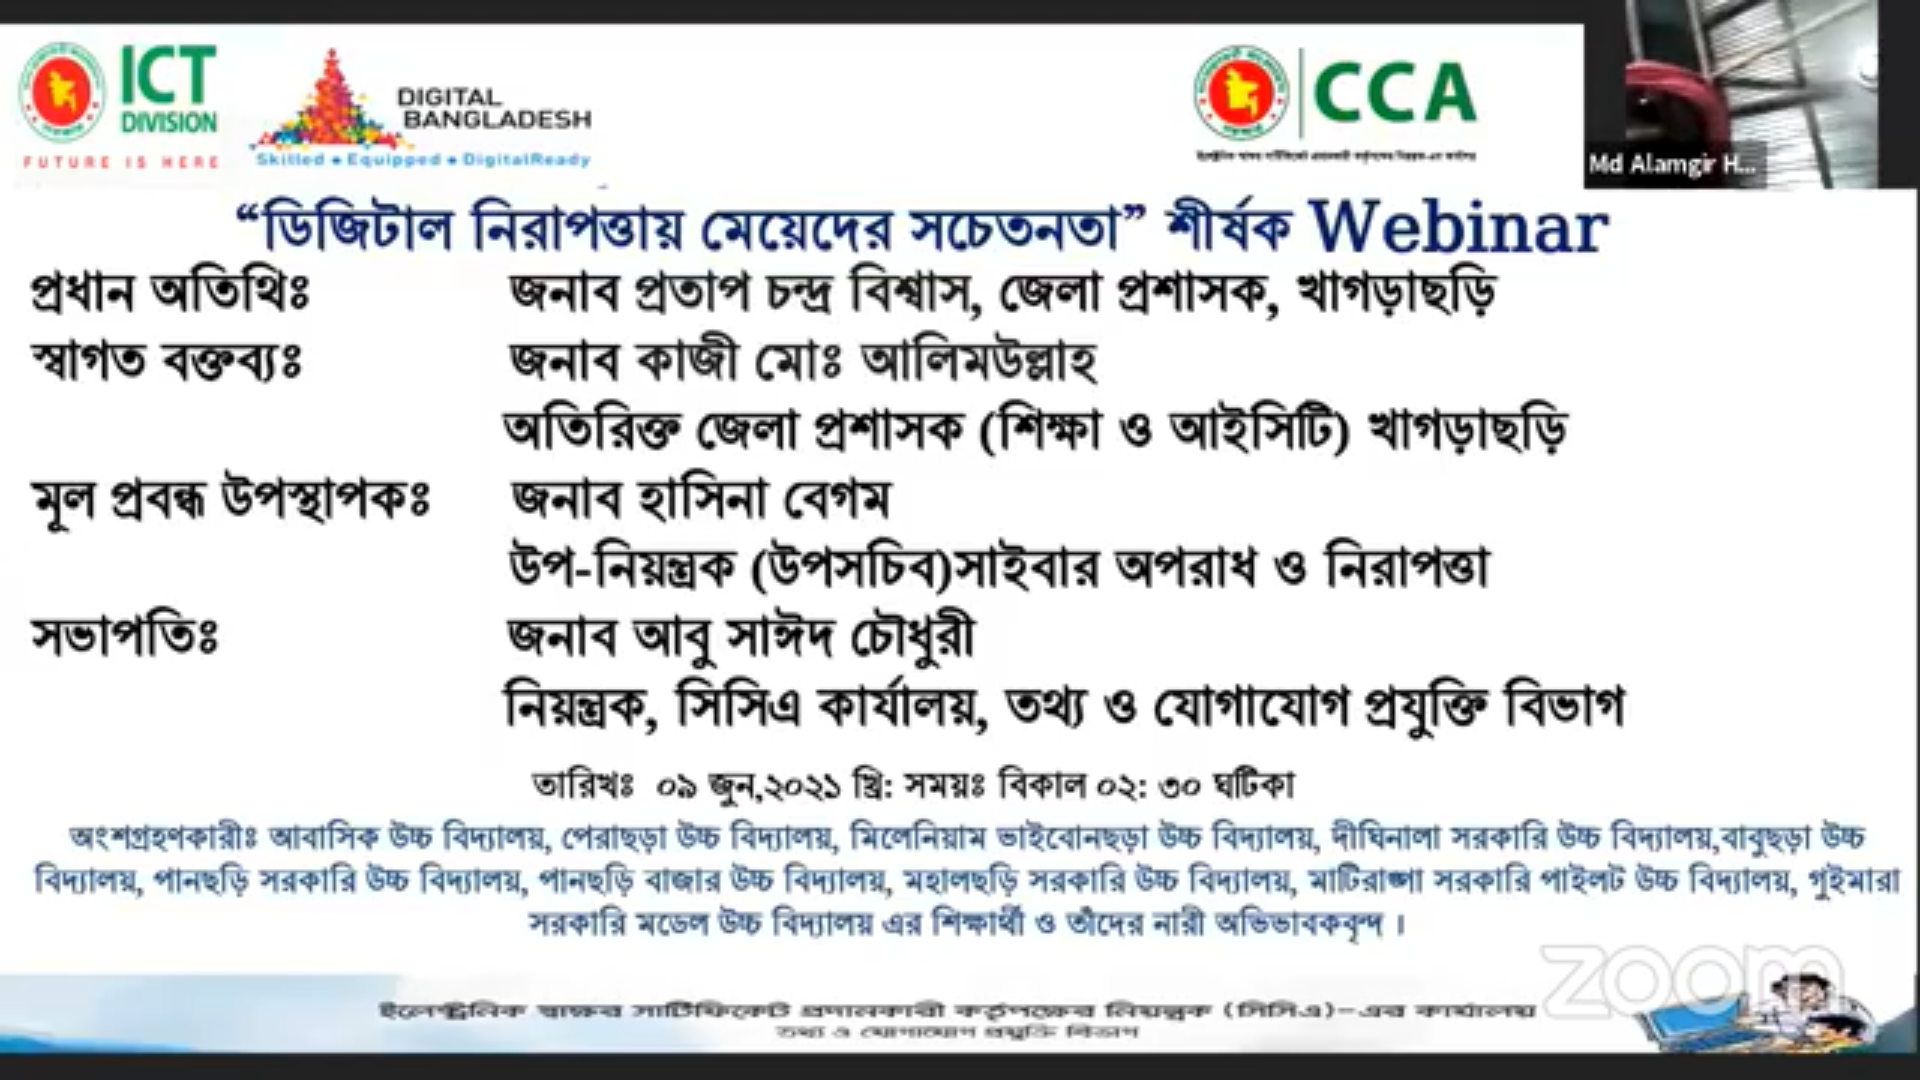 ICT
DIVISION
FUTURE IS HERE
DIGITAL
BANGLADESH
Skilled Equipped DigitalReady
CCA
Md Alamgir H...
“ডিজিটাল নিরাপত্তায় মেয়েদের সচেতনতা” শীর্ষক Webinar
প্রধান অতিথিঃ জনাব প্রতাপ চন্দ্র বিশ্বাস, জেলা প্রশাসক, খাগড়াছড়ি
স্বাগত বক্তব্যঃ জনাব কাজী মোঃ আলিমউল্লাহ
অতিরিক্ত জেলা প্রশাসক (শিক্ষা ও আইসিটি) খাগড়াছড়ি
মূল প্রবন্ধ উপস্থাপকঃ জনাব হাসিনা বেগম
উপ-নিয়ন্ত্রক (উপসচিব)সাইবার অপরাধ ও নিরাপত্তা
সভাপতিঃ জনাব আবু সাঈদ চৌধুরী
নিয়ন্ত্রক, সিসিএ কার্যালয়, তথ্য ও যোগাযোগ প্রযুক্তি বিভাগ
তারিখঃ ০৯ জুন,২০২১ খ্রি: সময়ঃ বিকাল ০২: ৩০ ঘটিকা
অংশগ্রহণকারীঃ আবাসিক উচ্চ বিদ্যালয়, পেরাছড়া উচ্চ বিদ্যালয়, মিলেনিয়াম ভাইবোনছড়া উচ্চ বিদ্যালয়, দীঘিনালা সরকারি উচ্চ বিদ্যালয়,বাবুছড়া উচ্চ
বিদ্যালয়, পানছড়ি সরকারি উচ্চ বিদ্যালয়, পানছড়ি বাজার উচ্চ বিদ্যালয়, মহালছড়ি সরকারি উচ্চ বিদ্যালয়, মাটিরাঙ্গা সরকারি পাইলট উচ্চ বিদ্যালয়, গুইমারা
সরকারি মডেল উচ্চ বিদ্যালয় এর শিক্ষার্থী ও তাঁদের নারী অভিভাবকবৃন্দ ।
zoom
ইলেক্ট্রনিক স্বাক্ষর সার্টিফিকেট প্রদানকারী কর্তৃপক্ষের নিয়ন্ত্রক (সিসিএ)-এর কার্যালয়
তথ্য ও যোগাযোগ প্রযুক্তি বিভাগ